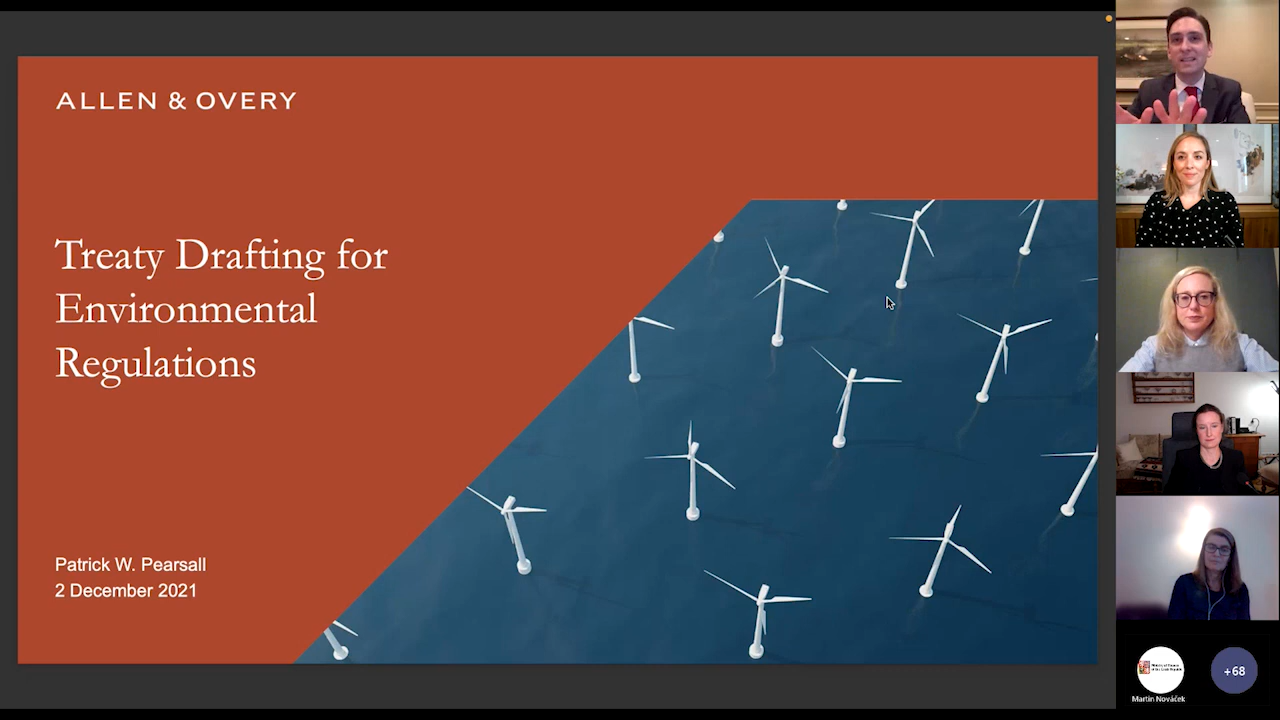 ALLEN & OVERY
Treaty Drafting for
Environmental
Regulations
Patrick W. Pearsall
2 December 2021
+68
Martin Nováček